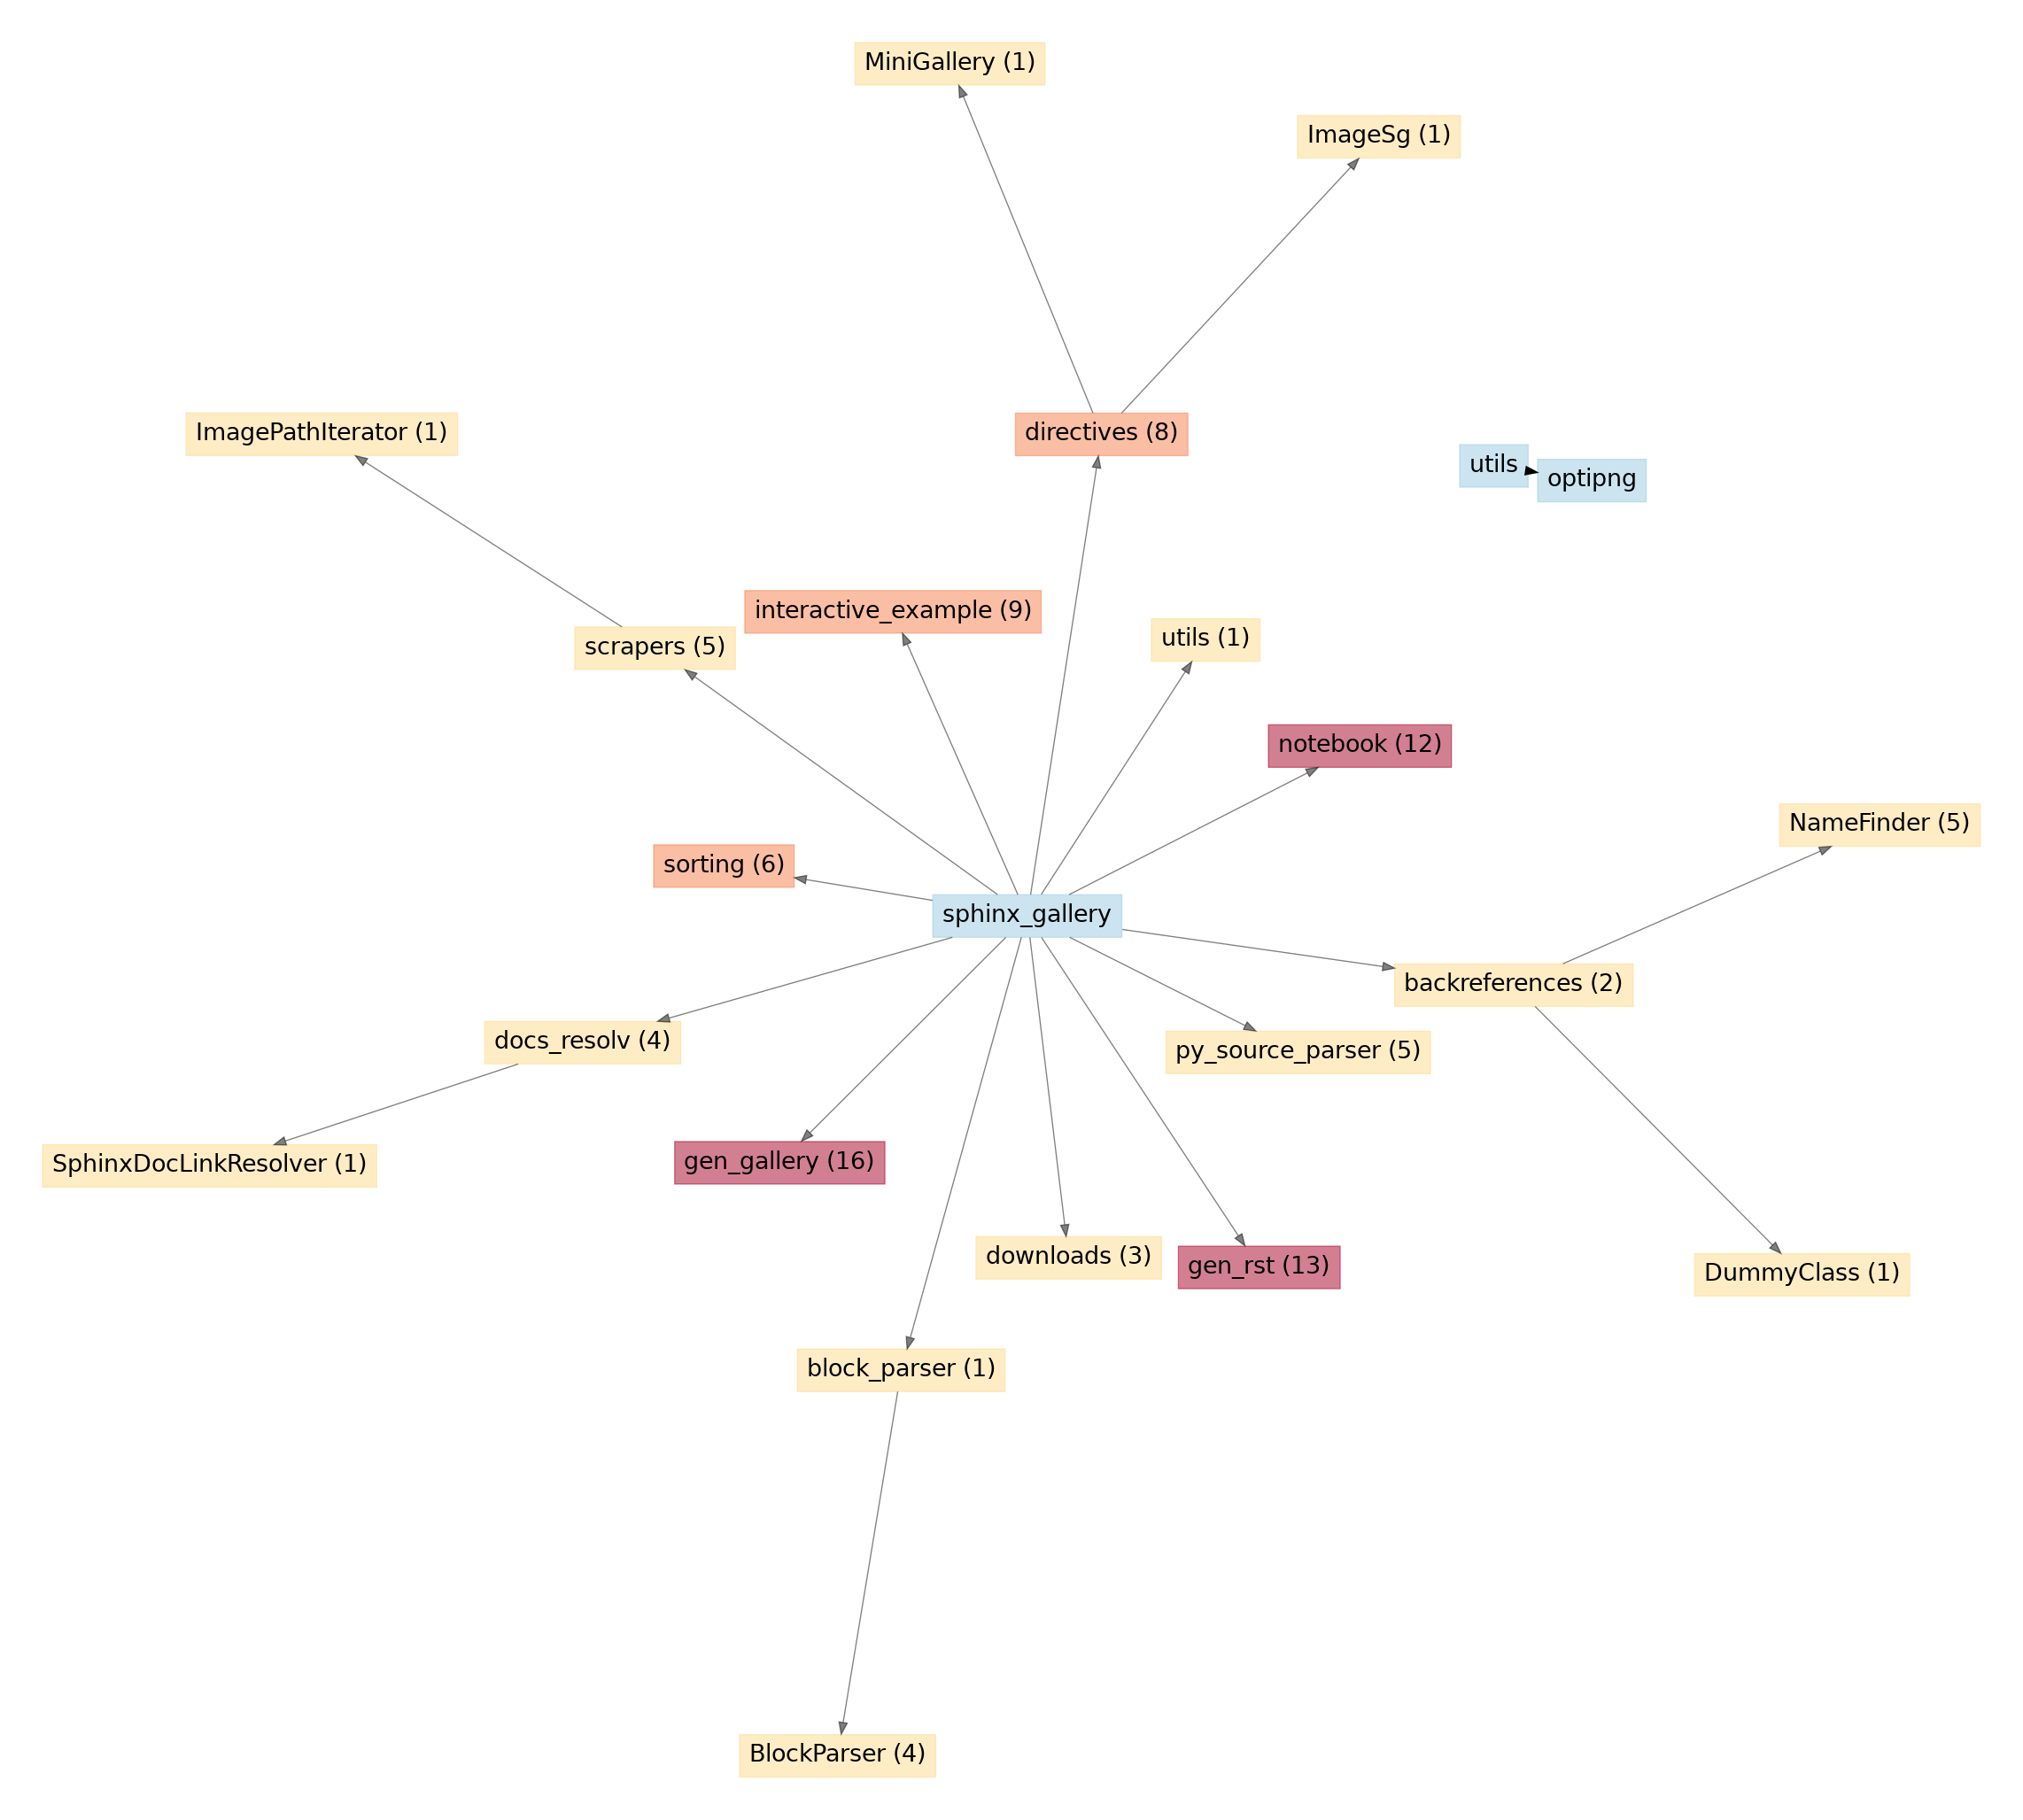 MiniGallery (1)
ImageSg (1)
ImagePathIterator (1)
directives (8)
utils
optipng
interactive_example (9)
utils (1)
scrapers (5)
notebook (12)
NameFinder (5)
sorting (6)
sphinx_gallery
backreferences (2)
docs_resolv (4)
py_source_parser (5)
SphinxDocLinkResolver (1)
gen_gallery (16)
downloads (3)
gen_rst (13)
DummyClass (1)
block_parser (1)
BlockParser (4)